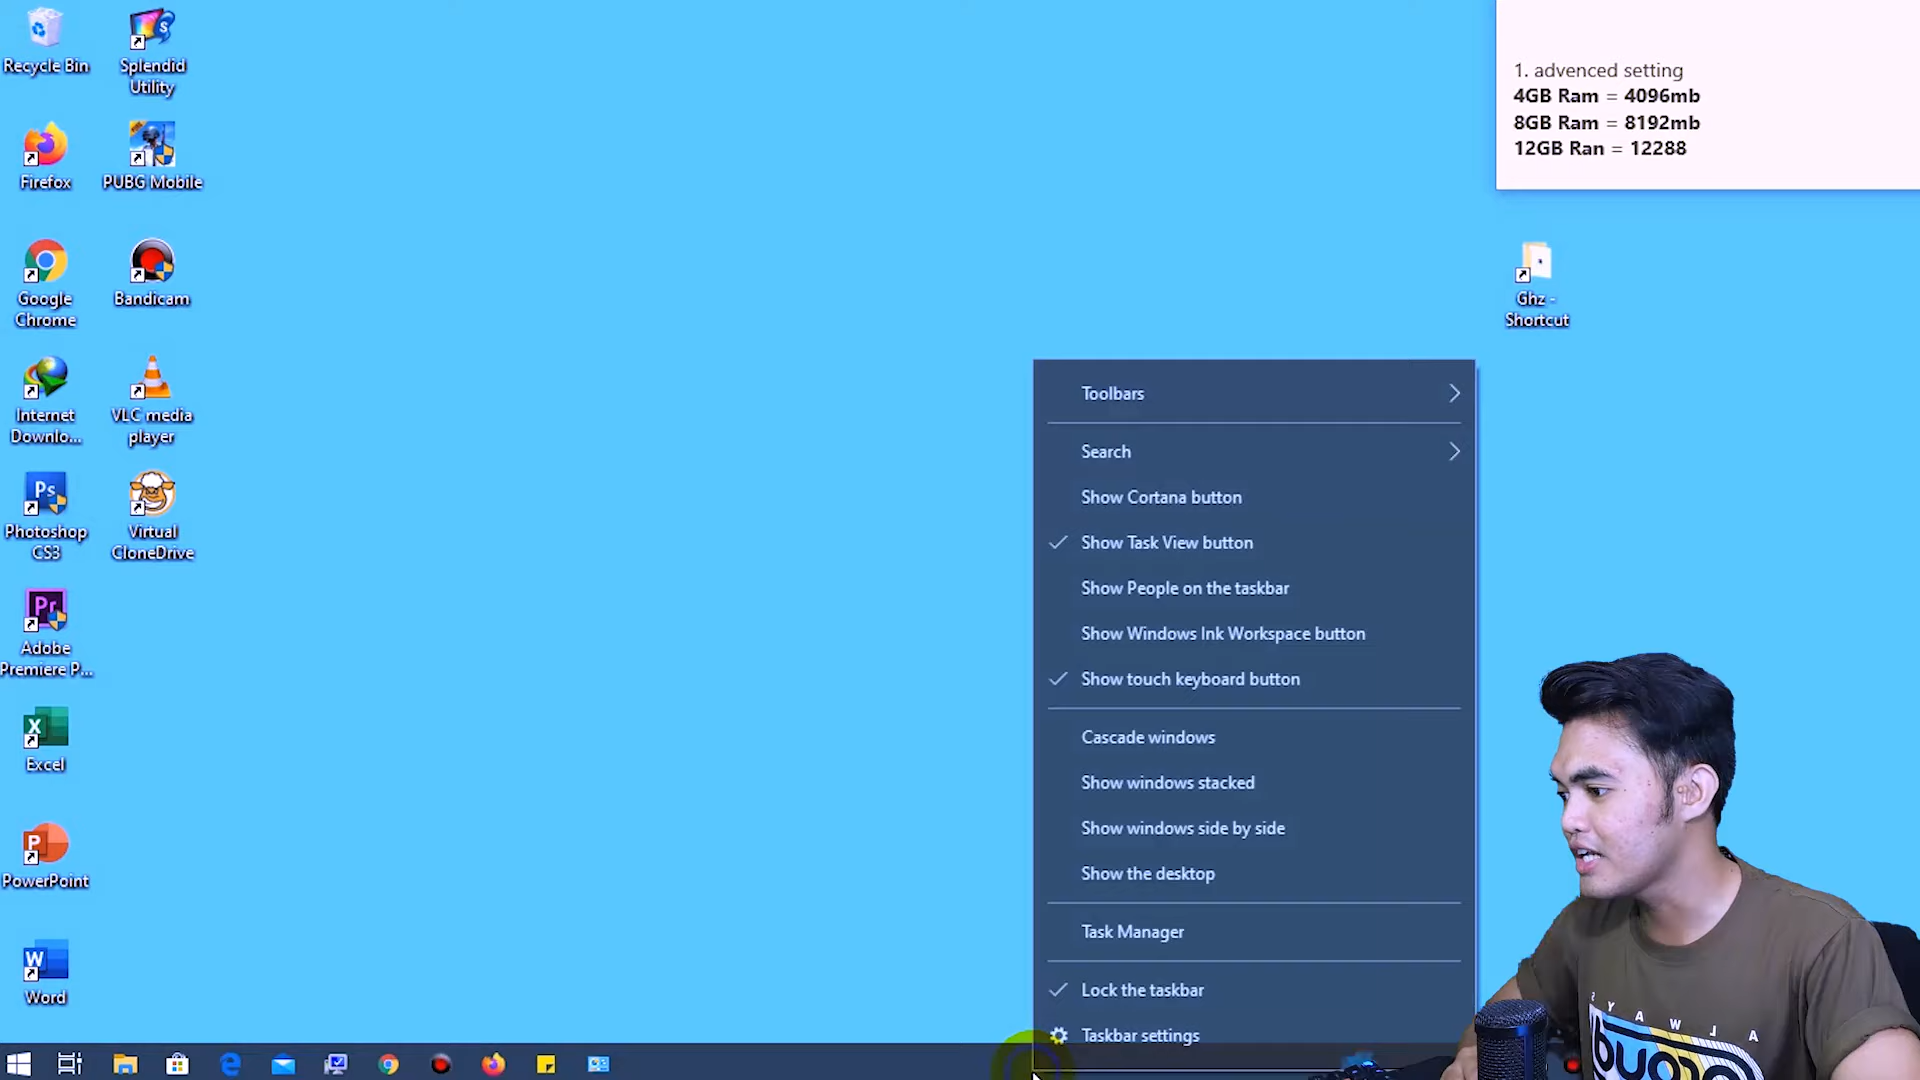 Recycle Bin
Splendid
Utility
Firefox
PUBG Mobile
Google
Chrome
Bandicam
Internet
Downlo...
VLC media
player
Ps
Photoshop
CS3
Virtual
CloneDrive
Pr
Adobe
Premiere P...
X
Excel
P
PowerPoint
W
Word
1. advenced setting
4GB Ram = 4096mb
8GB Ram = 8192mb
12GB Ran = 12288
Ghz -
Shortcut
Toolbars
Search
Show Cortana button
Show Task View button
Show People on the taskbar
Show Windows Ink Workspace button
Show touch keyboard button
Cascade windows
Show windows stacked
Show windows side by side
Show the desktop
Task Manager
Lock the taskbar
Taskbar settings
SYAWLA